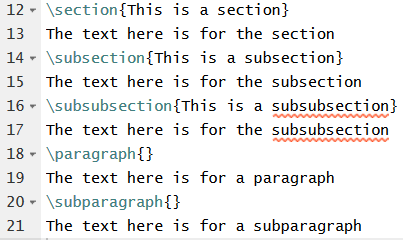 12 \section{This is a section}
13 The text here is for the section
14 \subsection{This is a subsection}
15 The text here is for the subsection
16 \subsubsection{This is a subsubsection}
17 The text here is for the subsubsection
18 \paragraph{}
19 The text here is for a paragraph
20 \subparagraph{}
21 The text here is for a subparagraph